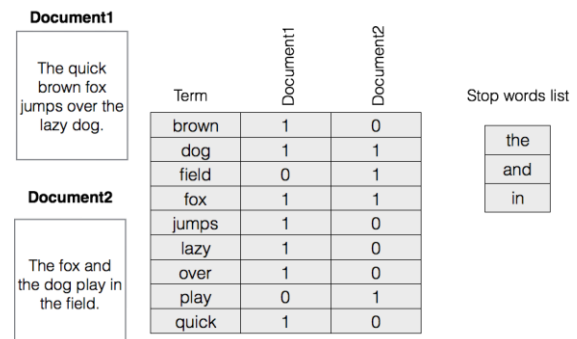 Document1
The quick
brown fox
jumps over the
lazy dog.
Document2
The fox and
the dog play in
the field.
Term Document1 Document2
brown 1 0
dog 1 1
field 0 1
fox 1 1
jumps 1 0
lazy 1 0
over 1 0
play 0 1
quick 1 0
Stop words list
the
and
in